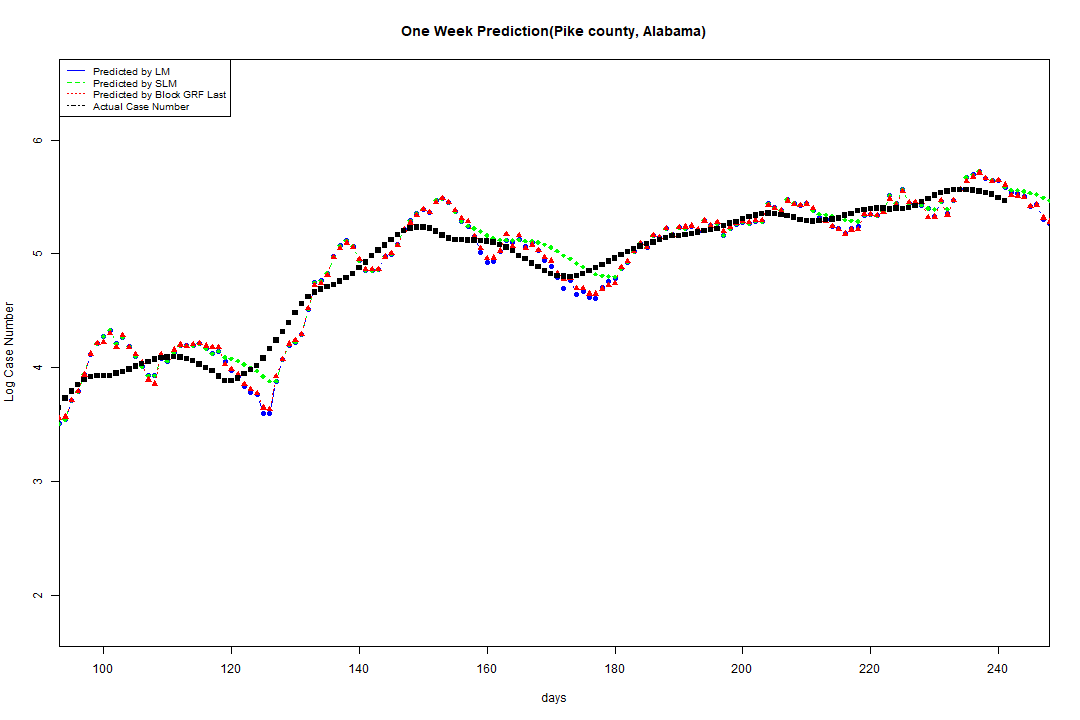 One Week Prediction(Pike county, Alabama)
Predicted by LM
Predicted by SLM
Predicted by Block GRF Last
Actual Case Number
6
5
4
3
2
Log Case Number
100 120 140 160 180 200 220 240
days